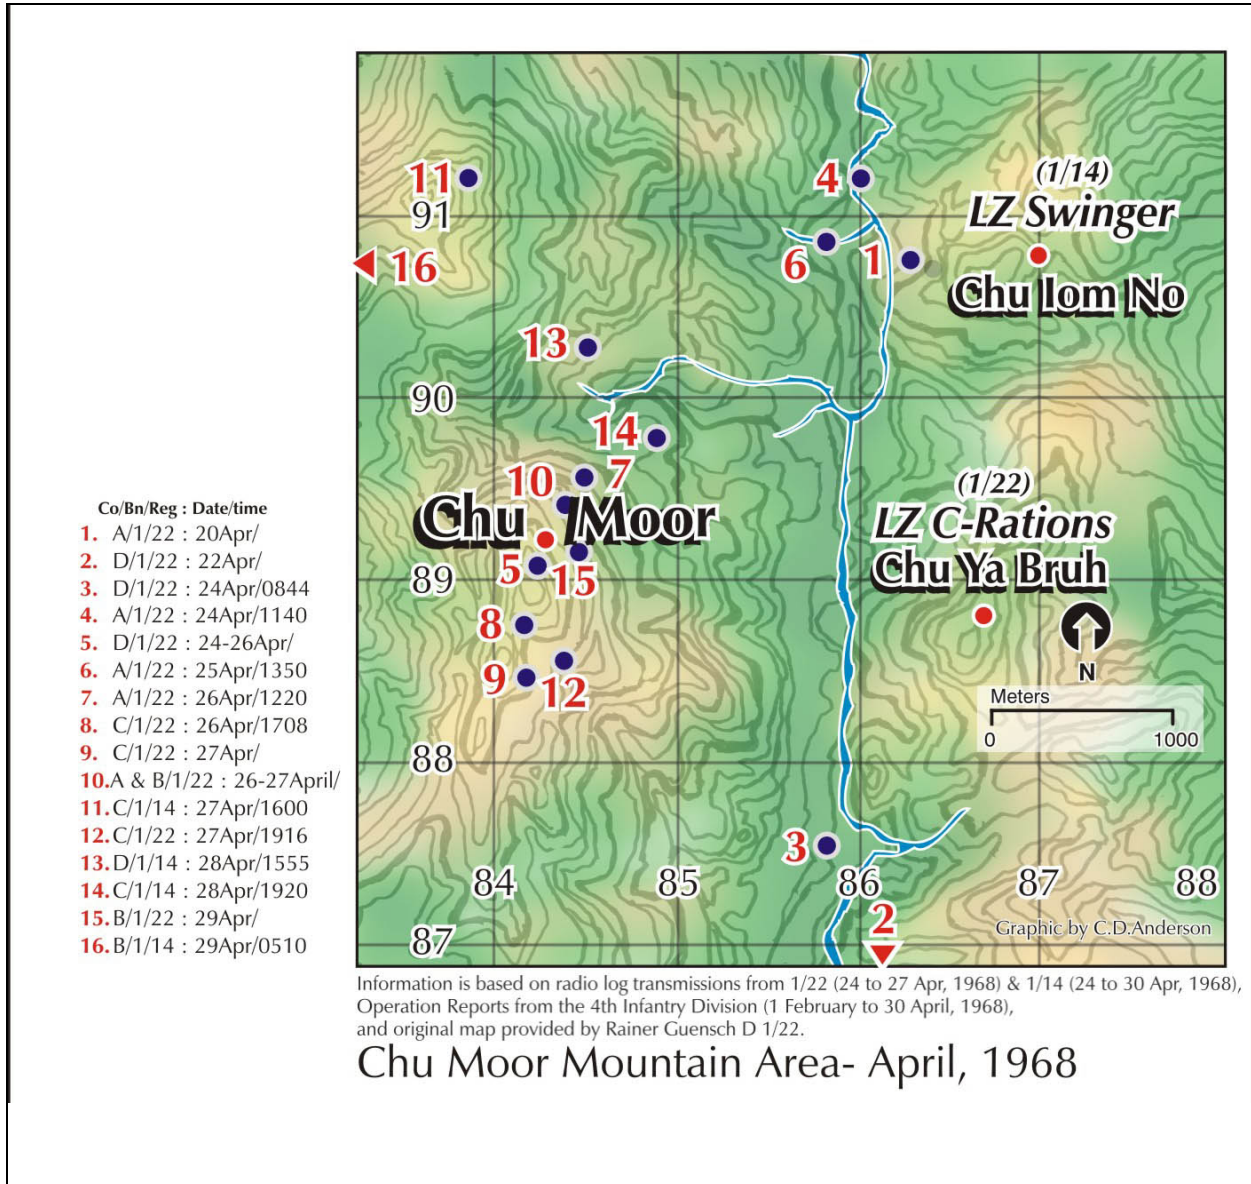 11
91
16
4
6
1
(1/14)
LZ Swinger
Chu Iom No
13
90
14
10
7
Chu Moor
5
15
89
(1/22)
LZ C-Rations
Chu Ya Bruh
8
9
12
N
Meters
0 1000
88
3
84 85 86 87 88
2
87
Graphic by C.D.Anderson
Co/Bn/Reg : Date/time
1. A/1/22 : 20Apr/
2. D/1/22 : 22Apr/
3. D/1/22 : 24Apr/0844
4. A/1/22 : 24Apr/1140
5. D/1/22 : 24-26Apr/
6. A/1/22 : 25Apr/1350
7. A/1/22 : 26Apr/1220
8. C/1/22 : 26Apr/1708
9. C/1/22 : 27Apr/
10.A & B/1/22 : 26-27April/
11. C/1/14 : 27Apr/1600
12. C/1/22 : 27Apr/1916
13. D/1/14 : 28Apr/1555
14. C/1/14 : 28Apr/1920
15. B/1/22 : 29Apr/
16. B/1/14 : 29Apr/0510
Information is based on radio log transmissions from 1/22 (24 to 27 Apr, 1968) & 1/14 (24 to 30 Apr, 1968),
Operation Reports from the 4th Infantry Division (1 February to 30 April, 1968),
and original map provided by Rainer Guensch D 1/22.
Chu Moor Mountain Area- April, 1968